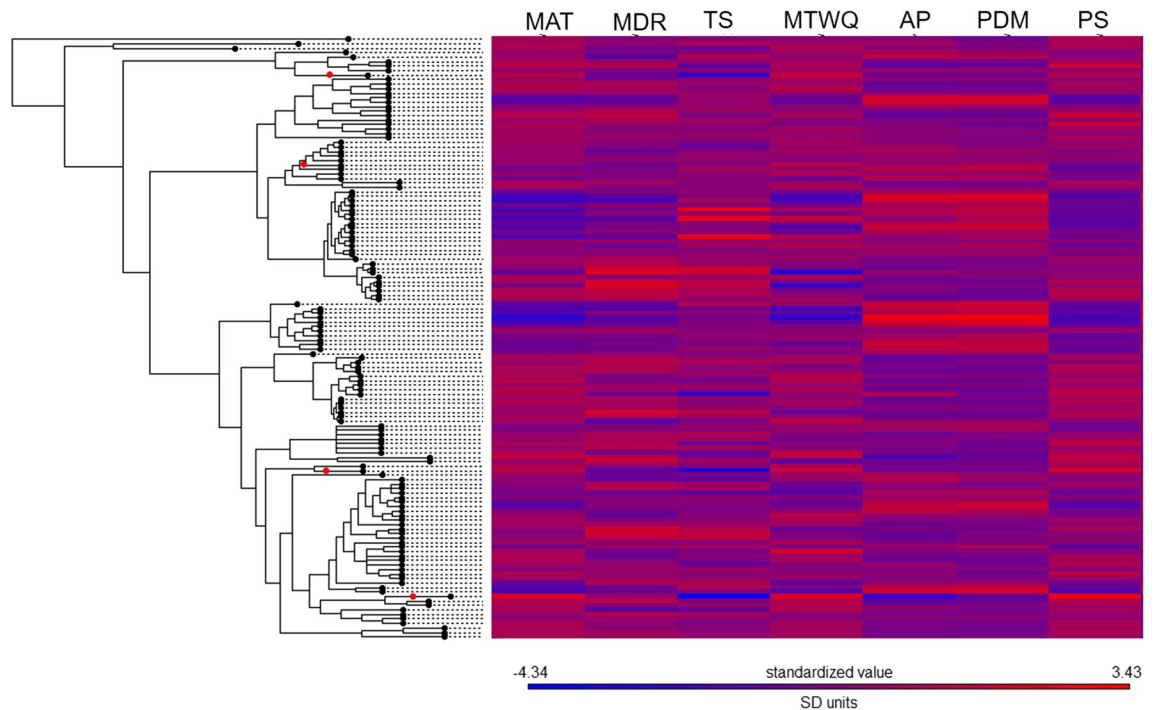 MAT MDR TS MTWQ AP PDM PS
-4.34 standardized value 3.43
SD units